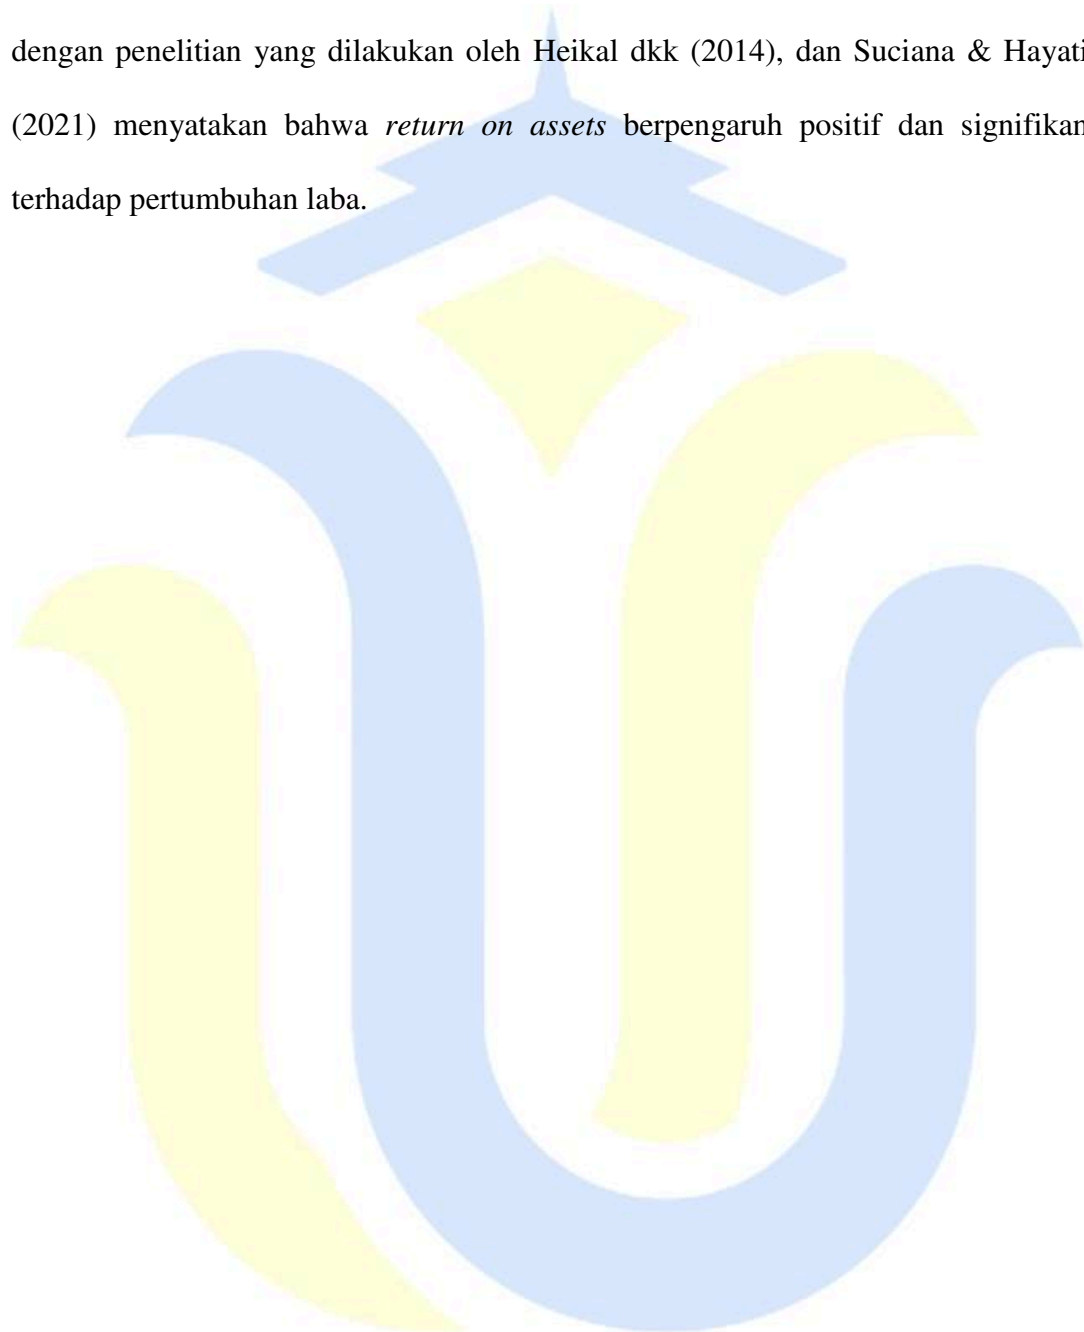 dengan penelitian yang dilakukan oleh Heikal dkk (2014), dan Suciana & Hayati
(2021) menyatakan bahwa return on assets berpengaruh positif dan signifikan
terhadap pertumbuhan laba.